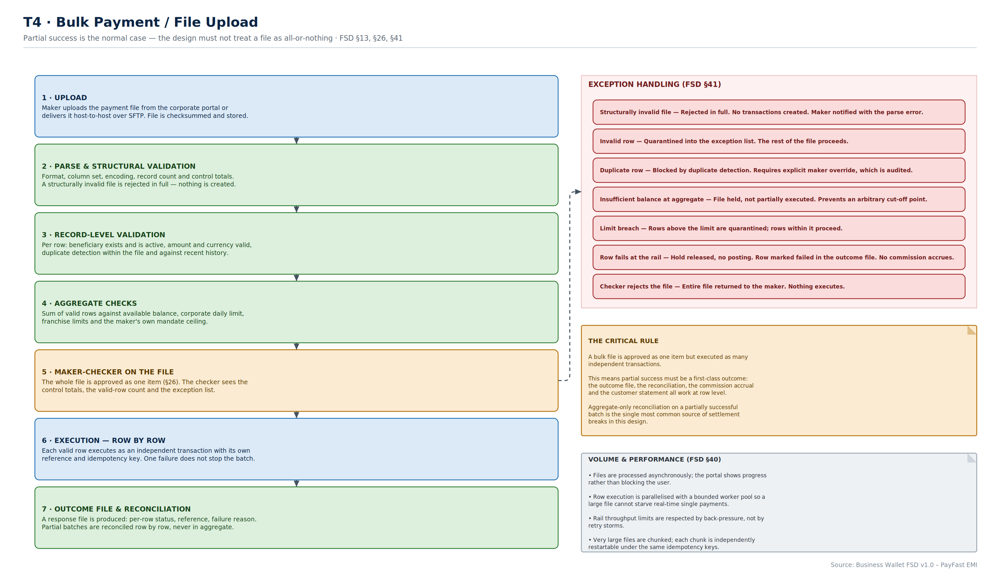 T4 · Bulk Payment / File Upload
Partial success is the normal case — the design must not treat a file as all-or-nothing · FSD §13, §26, §41
1 · UPLOAD
Maker uploads the payment file from the corporate portal or
delivers it host-to-host over SFTP. File is checksummed and stored.
2 · PARSE & STRUCTURAL VALIDATION
Format, column set, encoding, record count and control totals.
A structurally invalid file is rejected in full — nothing is created.
3 · RECORD-LEVEL VALIDATION
Per row: beneficiary exists and is active, amount and currency valid,
duplicate detection within the file and against recent history.
4 · AGGREGATE CHECKS
Sum of valid rows against available balance, corporate daily limit,
franchise limits and the maker's own mandate ceiling.
5 · MAKER-CHECKER ON THE FILE
The whole file is approved as one item (§26). The checker sees the
control totals, the valid-row count and the exception list.
6 · EXECUTION — ROW BY ROW
Each valid row executes as an independent transaction with its own
reference and idempotency key. One failure does not stop the batch.
7 · OUTCOME FILE & RECONCILIATION
A response file is produced: per-row status, reference, failure reason.
Partial batches are reconciled row by row, never in aggregate.
EXCEPTION HANDLING (FSD §41)
Structurally invalid file — Rejected in full. No transactions created. Maker notified with the parse error.
Invalid row — Quarantined into the exception list. The rest of the file proceeds.
Duplicate row — Blocked by duplicate detection. Requires explicit maker override, which is audited.
Insufficient balance at aggregate — File held, not partially executed. Prevents an arbitrary cut-off point.
Limit breach — Rows above the limit are quarantined; rows within it proceed.
Row fails at the rail — Hold released, no posting. Row marked failed in the outcome file. No commission accrues.
Checker rejects the file — Entire file returned to the maker. Nothing executes.
THE CRITICAL RULE
A bulk file is approved as one item but executed as many
independent transactions.
This means partial success must be a first-class outcome:
the outcome file, the reconciliation, the commission accrual
and the customer statement all work at row level.
Aggregate-only reconciliation on a partially successful
batch is the single most common source of settlement
breaks in this design.
VOLUME & PERFORMANCE (FSD §40)
• Files are processed asynchronously; the portal shows progress
rather than blocking the user.
• Row execution is parallelised with a bounded worker pool so a
large file cannot starve real-time single payments.
• Rail throughput limits are respected by back-pressure, not by
retry storms.
• Very large files are chunked; each chunk is independently
restartable under the same idempotency keys.
Source: Business Wallet FSD v1.0 – PayFast EMI